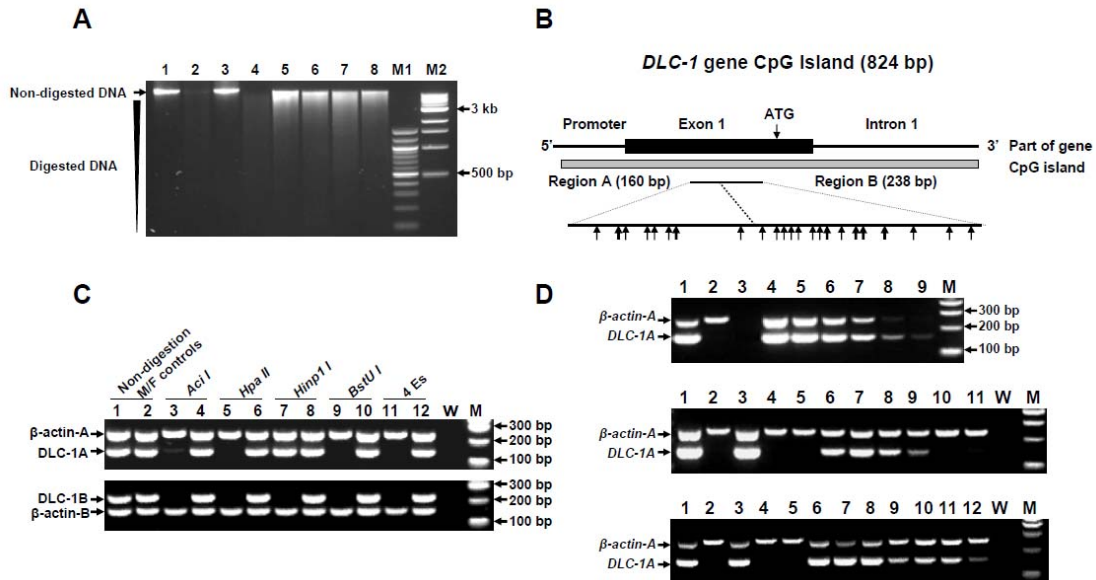 A
1 2 3 4 5 6 7 8 M1 M2
Non-digested DNA
3 kb
Digested DNA
500 bp
B
DLC-1 gene CpG Island (824 bp)
ATG
Promoter Exon 1 Intron 1
5' 3' Part of gene
CpG island
Region A (160 bp) Region B (238 bp)
C
Non-digestion
M/F controls
Aci I
Hpa II
Hinp1 I
BstU I
4 Es
1 2 3 4 5 6 7 8 9 10 11 12 W M
300 bp
β-actin-A
200 bp
DLC-1A
100 bp
300 bp
DLC-1B
200 bp
β-actin-B
100 bp
D
1 2 3 4 5 6 7 8 9 M
300 bp
β-actin-A
200 bp
DLC-1A
100 bp
1 2 3 4 5 6 7 8 9 10 11 W M
β-actin-A
DLC-1A
1 2 3 4 5 6 7 8 9 10 11 12 W M
β-actin-A
DLC-1A